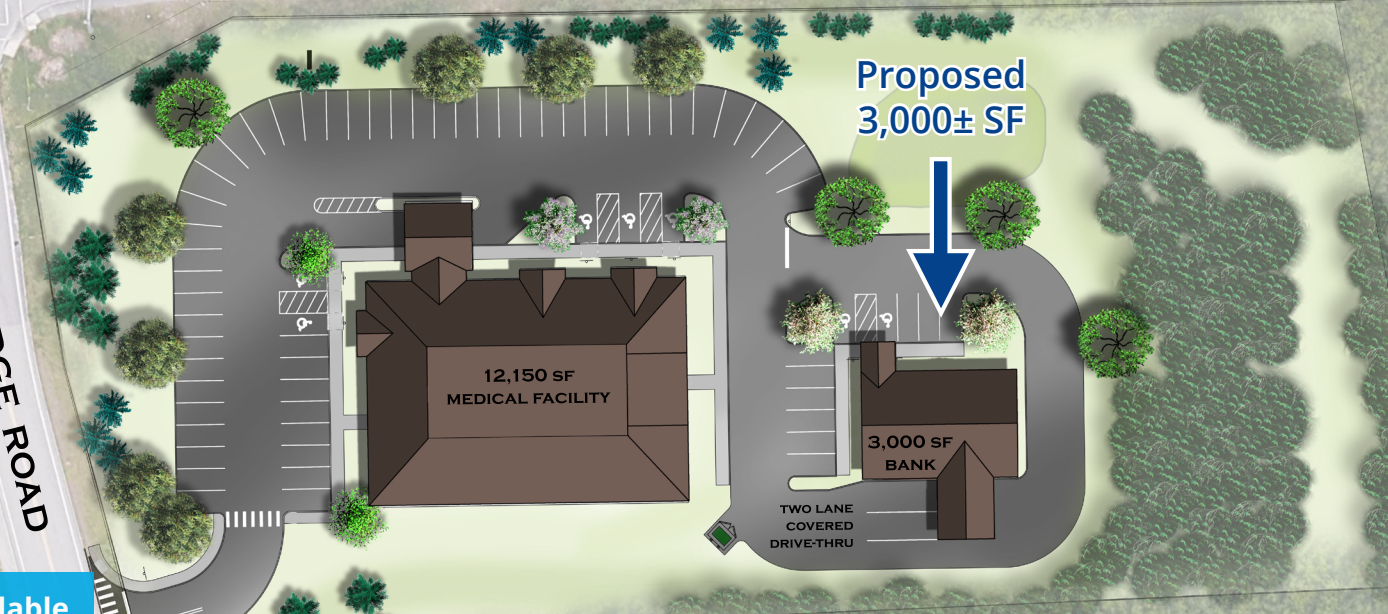 Proposed
3,000± SF
12,150 SF
MEDICAL FACILITY
3,000 SF
BANK
TWO LANE
COVERED
DRIVE-THRU
ROAD